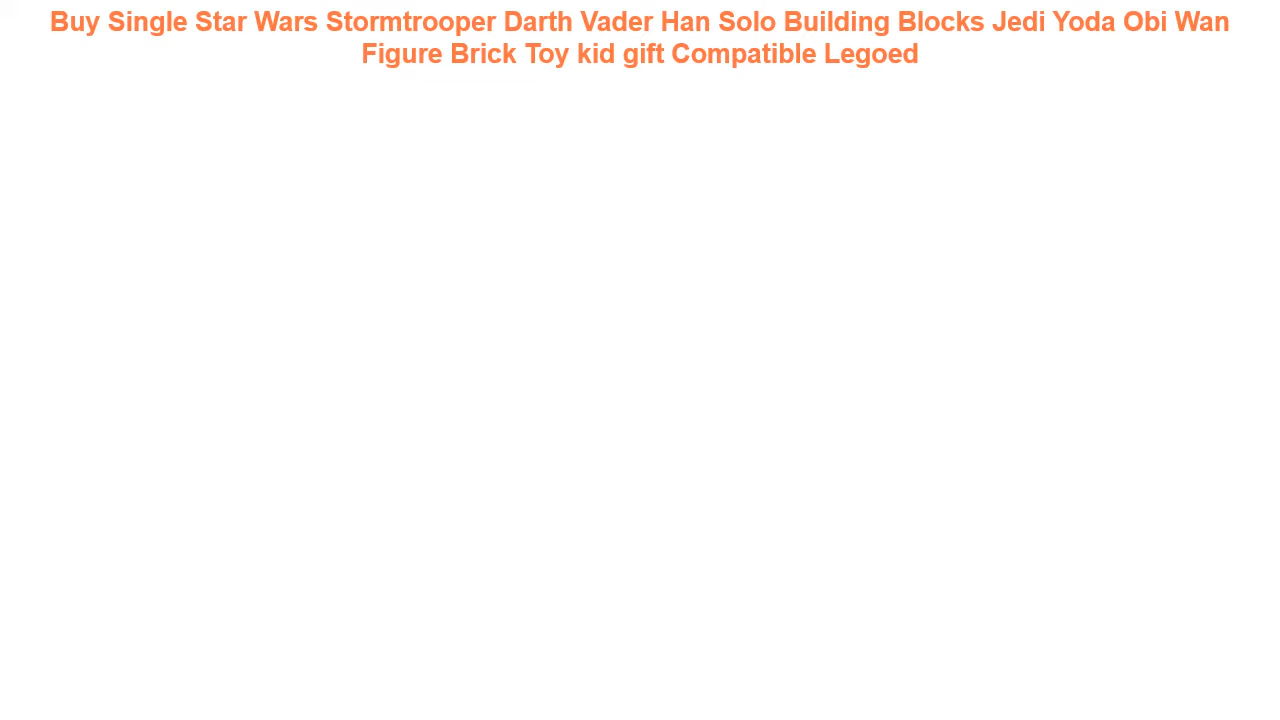 Buy Single Star Wars Stormtrooper Darth Vader Han Solo Building Blocks Jedi Yoda Obi Wan
Figure Brick Toy kid gift Compatible Legoed